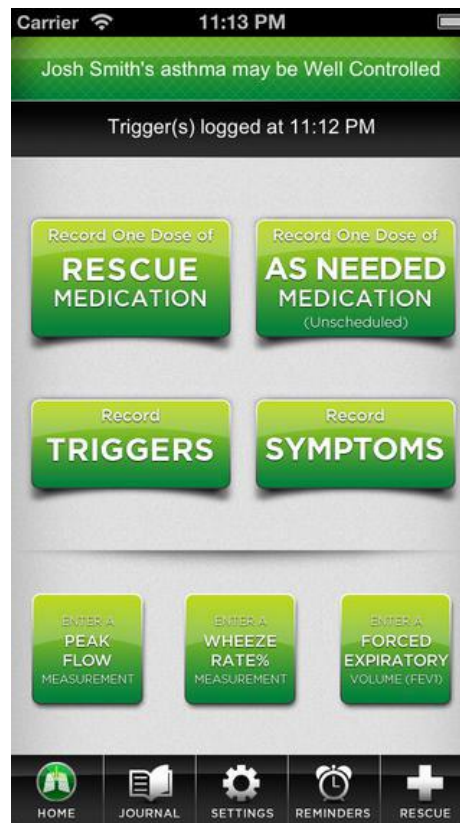 Carrier 11:13 PM
Josh Smith's asthma may be Well Controlled
Trigger(s) logged at 11:12 PM
Record One Dose of
RESCUE
MEDICATION
Record One Dose of
AS NEEDED
MEDICATION
(Unscheduled)
Record
TRIGGERS
Record
SYMPTOMS
ENTER A
PEAK
FLOW
MEASUREMENT
ENTER A
WHEEZE
RATE%
MEASUREMENT
ENTER A
FORCED
EXPIRATORY
VOLUME (FEV1)
HOME JOURNAL SETTINGS REMINDERS RESCUE